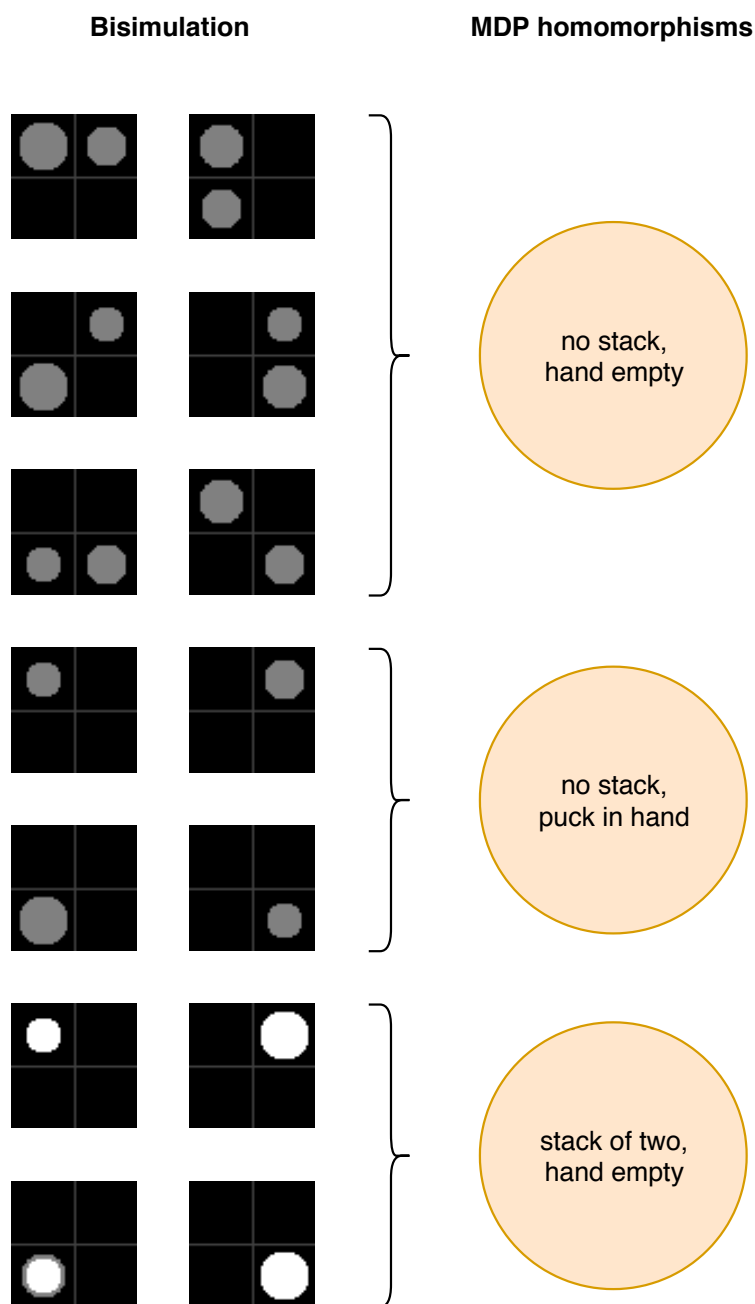 Bisimulation
MDP homomorphisms
no stack,
hand empty
no stack,
puck in hand
stack of two,
hand empty